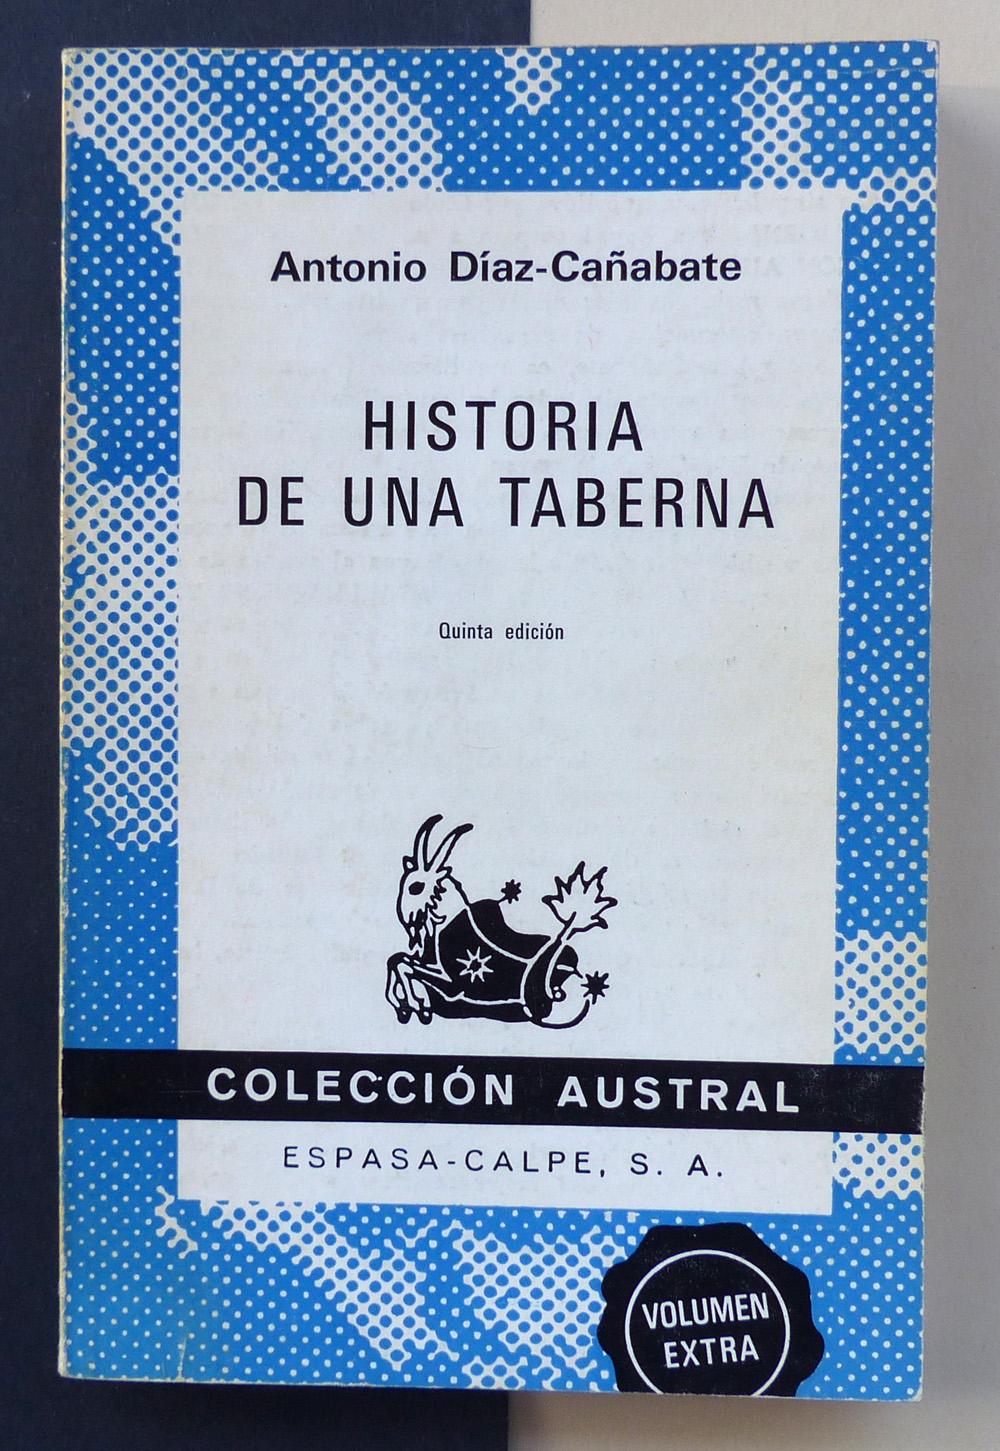 Antonio Díaz-Cañabate
HISTORIA
DE UNA TABERNA
Quinta edición
COLECCIÓN AUSTRAL
ESPASA-CALPE, S. A.
VOLUMEN
EXTRA